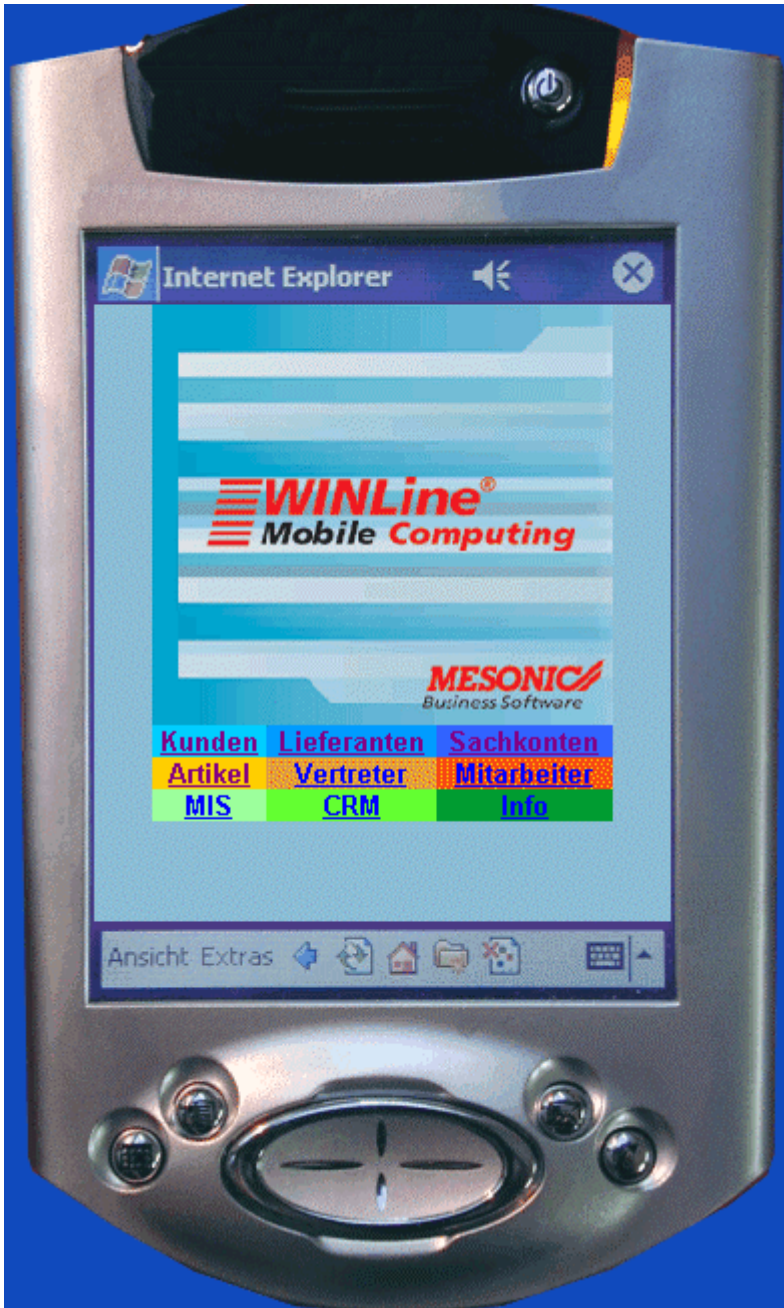 Internet Explorer
WINLine®
Mobile Computing
MESONIC
Business Software
Kunden Lieferanten Sachkonten
Artikel Vertreter Mitarbeiter
MIS CRM Info
Ansicht Extras